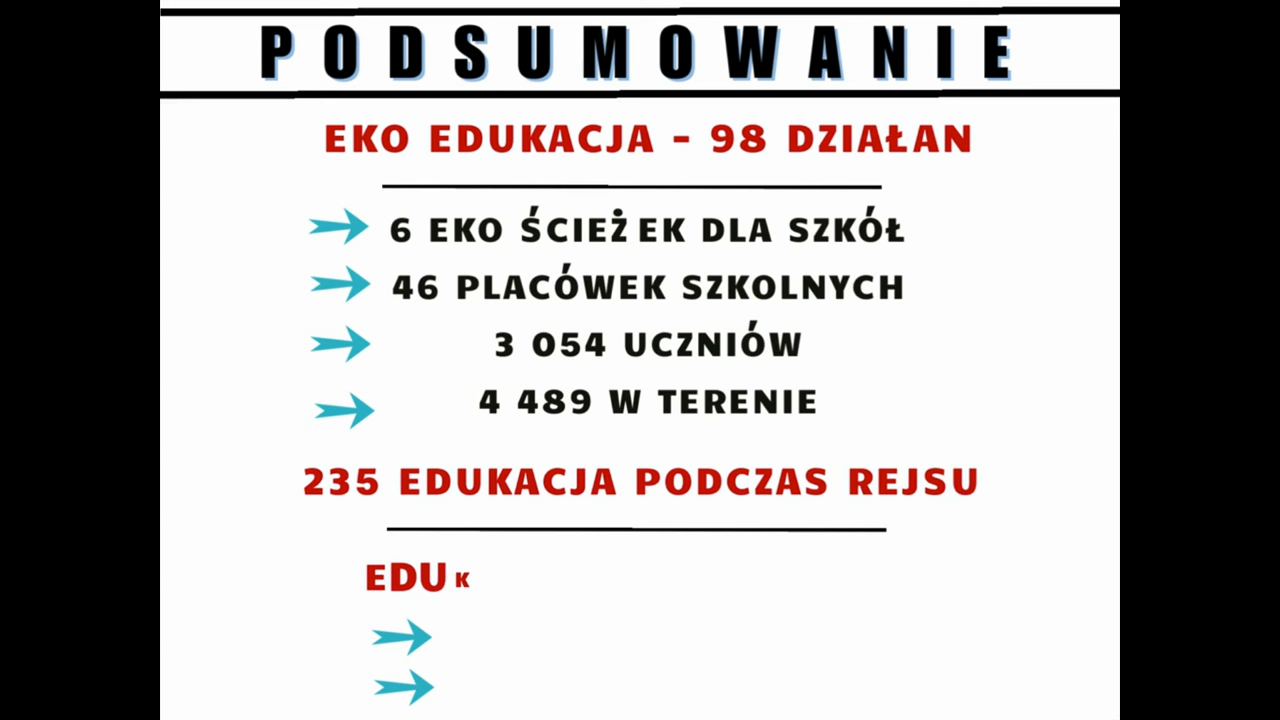 PODSUMOWANIE
EKO EDUKACJA - 98 DZIAŁAN
6 EKO ŚCIEŻEK DLA SZKÓŁ
46 PLACÓWEK SZKOLNYCH
3 054 UCZNIÓW
4 489 W TERENIE
235 EDUKACJA PODCZAS REJSU
EDUK